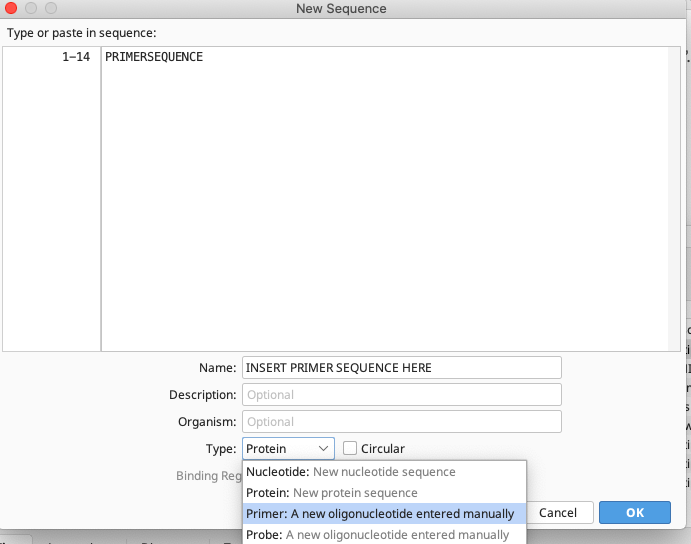 New Sequence
Type or paste in sequence:
1-14 PRIMERSEQUENCE
Name: INSERT PRIMER SEQUENCE HERE
Description: Optional
Organism: Optional
Type: Protein Circular
Binding Reg
Nucleotide: New nucleotide sequence
Protein: New protein sequence
Primer: A new oligonucleotide entered manually
Probe: A new oligonucleotide entered manually
Cancel OK